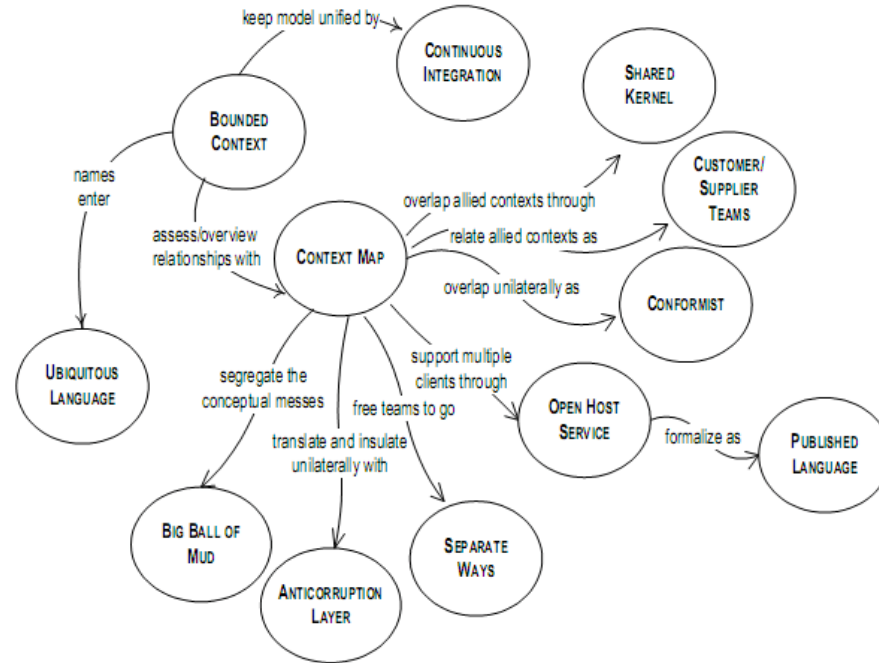 keep model unified by
CONTINUOUS
INTEGRATION
SHARED
KERNEL
BOUNDED
CONTEXT
names
enter
CUSTOMER/
SUPPLIER
TEAMS
overlap allied contexts through
assess/overview
relationships with
relate allied contexts as
CONTEXT MAP
overlap unilaterally as
CONFORMIST
UBIQUITOUS
LANGUAGE
segregate the
conceptual messes
support multiple
clients through
free teams to go
OPEN HOST
SERVICE
translate and insulate
unilaterally with
formalize as
PUBLISHED
LANGUAGE
BIG BALL OF
MUD
SEPARATE
WAYS
ANTICORRUPTION
LAYER